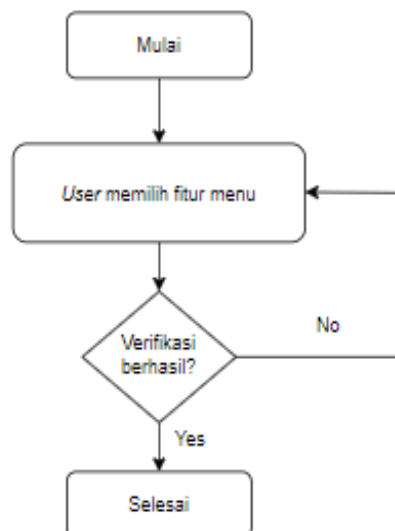 Mulai
User memilih fitur menu
Verifikasi
berhasil?
No
Yes
Selesai